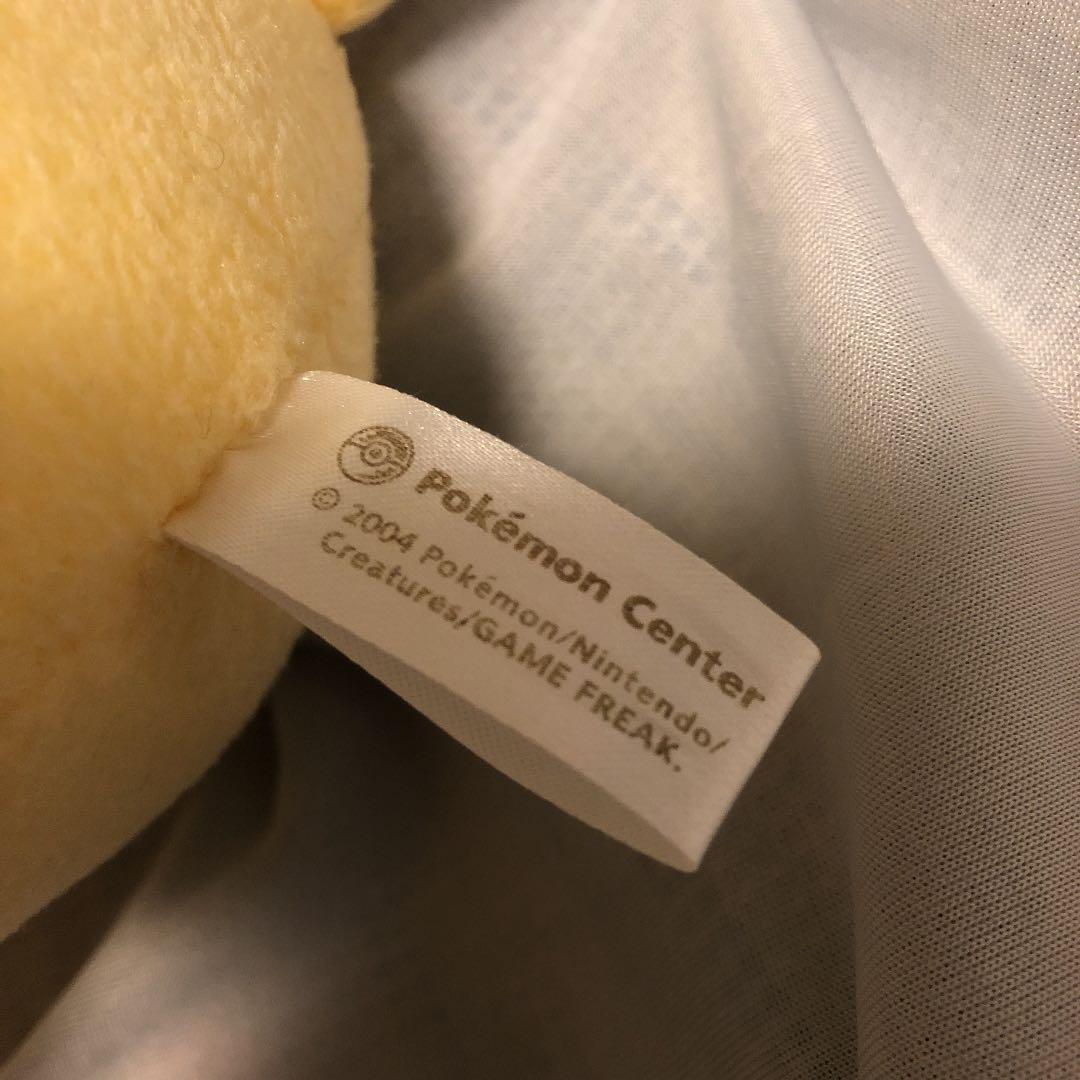 Pokémon Center
© 2004 Pokémon/Nintendo/
Creatures/GAME FREAK.